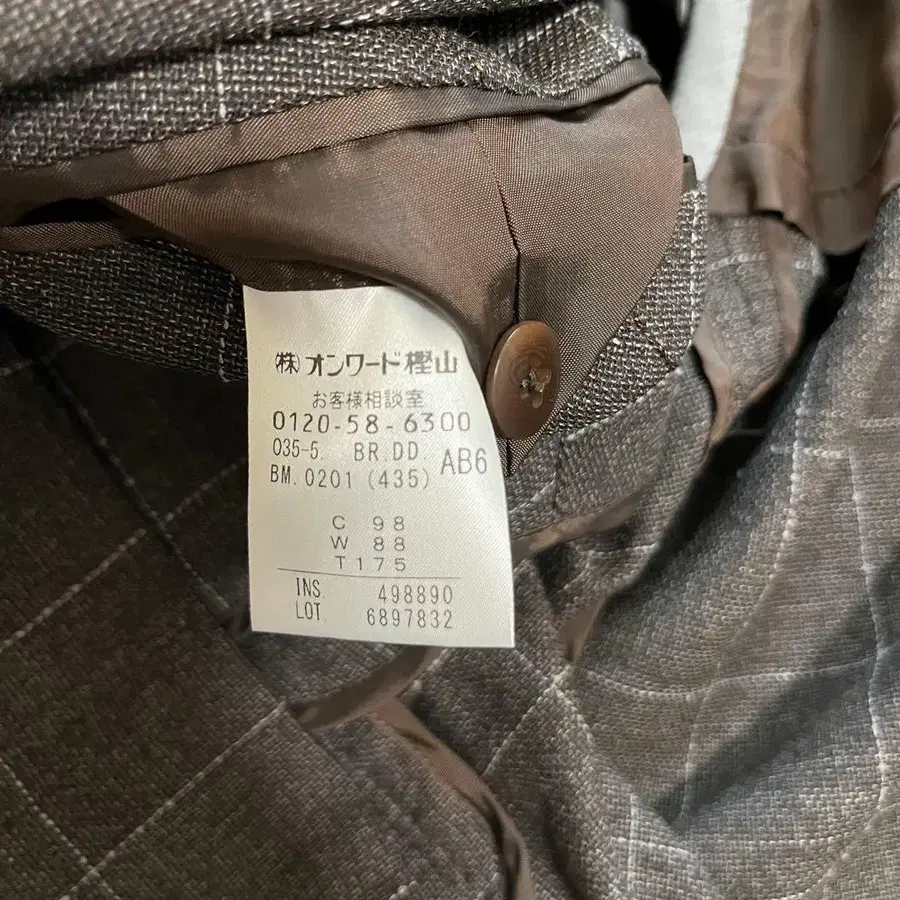 (株)オンワード樫山
お客様相談室
0120-58-6300
035-5. BR.DD. AB6
BM.0201 (435)
C 98
W 88
T 175
INS. 498890
LOT. 6897832